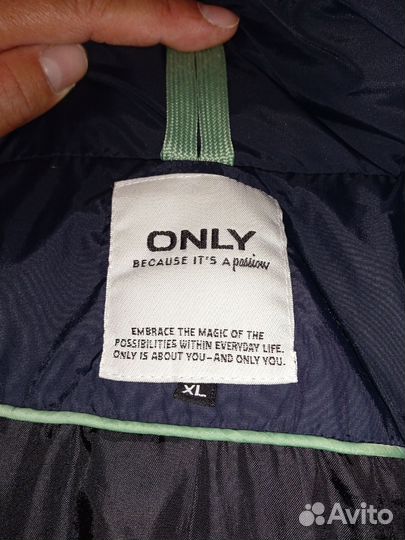 ONLY
BECAUSE IT'S A passion
EMBRACE THE MAGIC OF THE
POSSIBILITIES WITHIN EVERYDAY LIFE.
ONLY IS ABOUT YOU—AND ONLY YOU.
XL
Avito